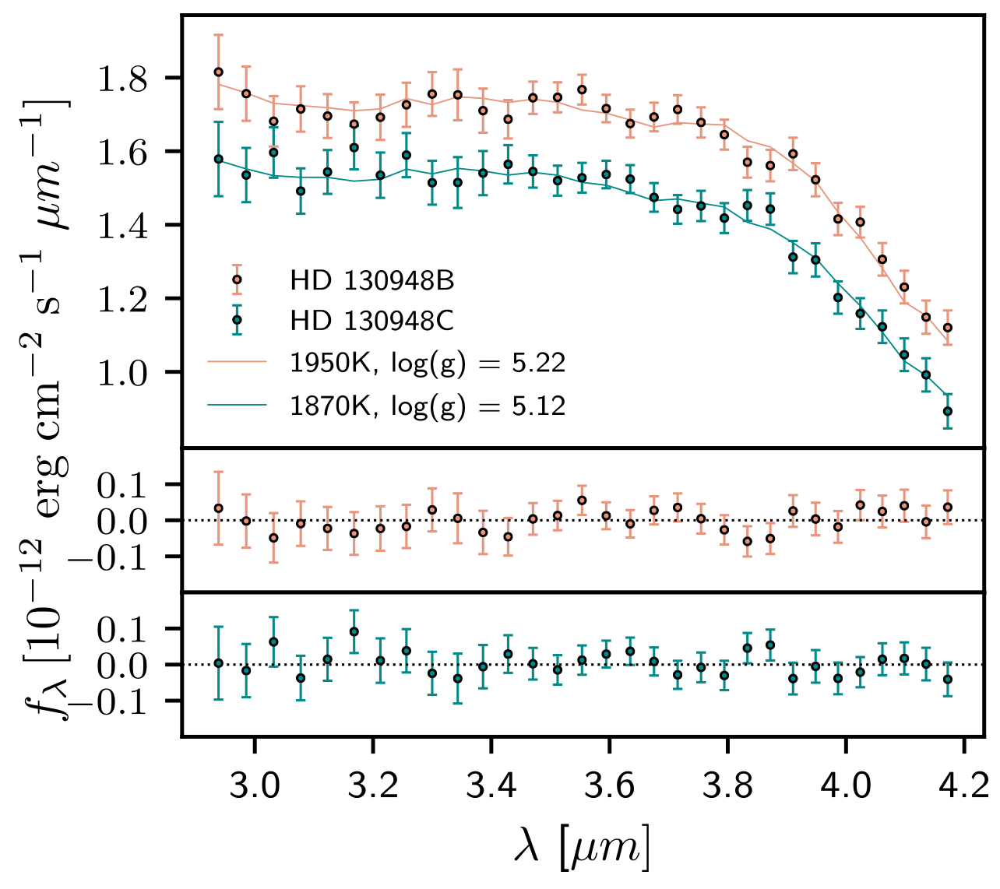 f_λ [10⁻¹² erg cm⁻² s⁻¹ μm⁻¹]
1.8
1.6
1.4
1.2
1.0
HD 130948B
HD 130948C
1950K, log(g) = 5.22
1870K, log(g) = 5.12
0.1
0.0
−0.1
0.1
0.0
−0.1
3.0 3.2 3.4 3.6 3.8 4.0 4.2
λ [μm]